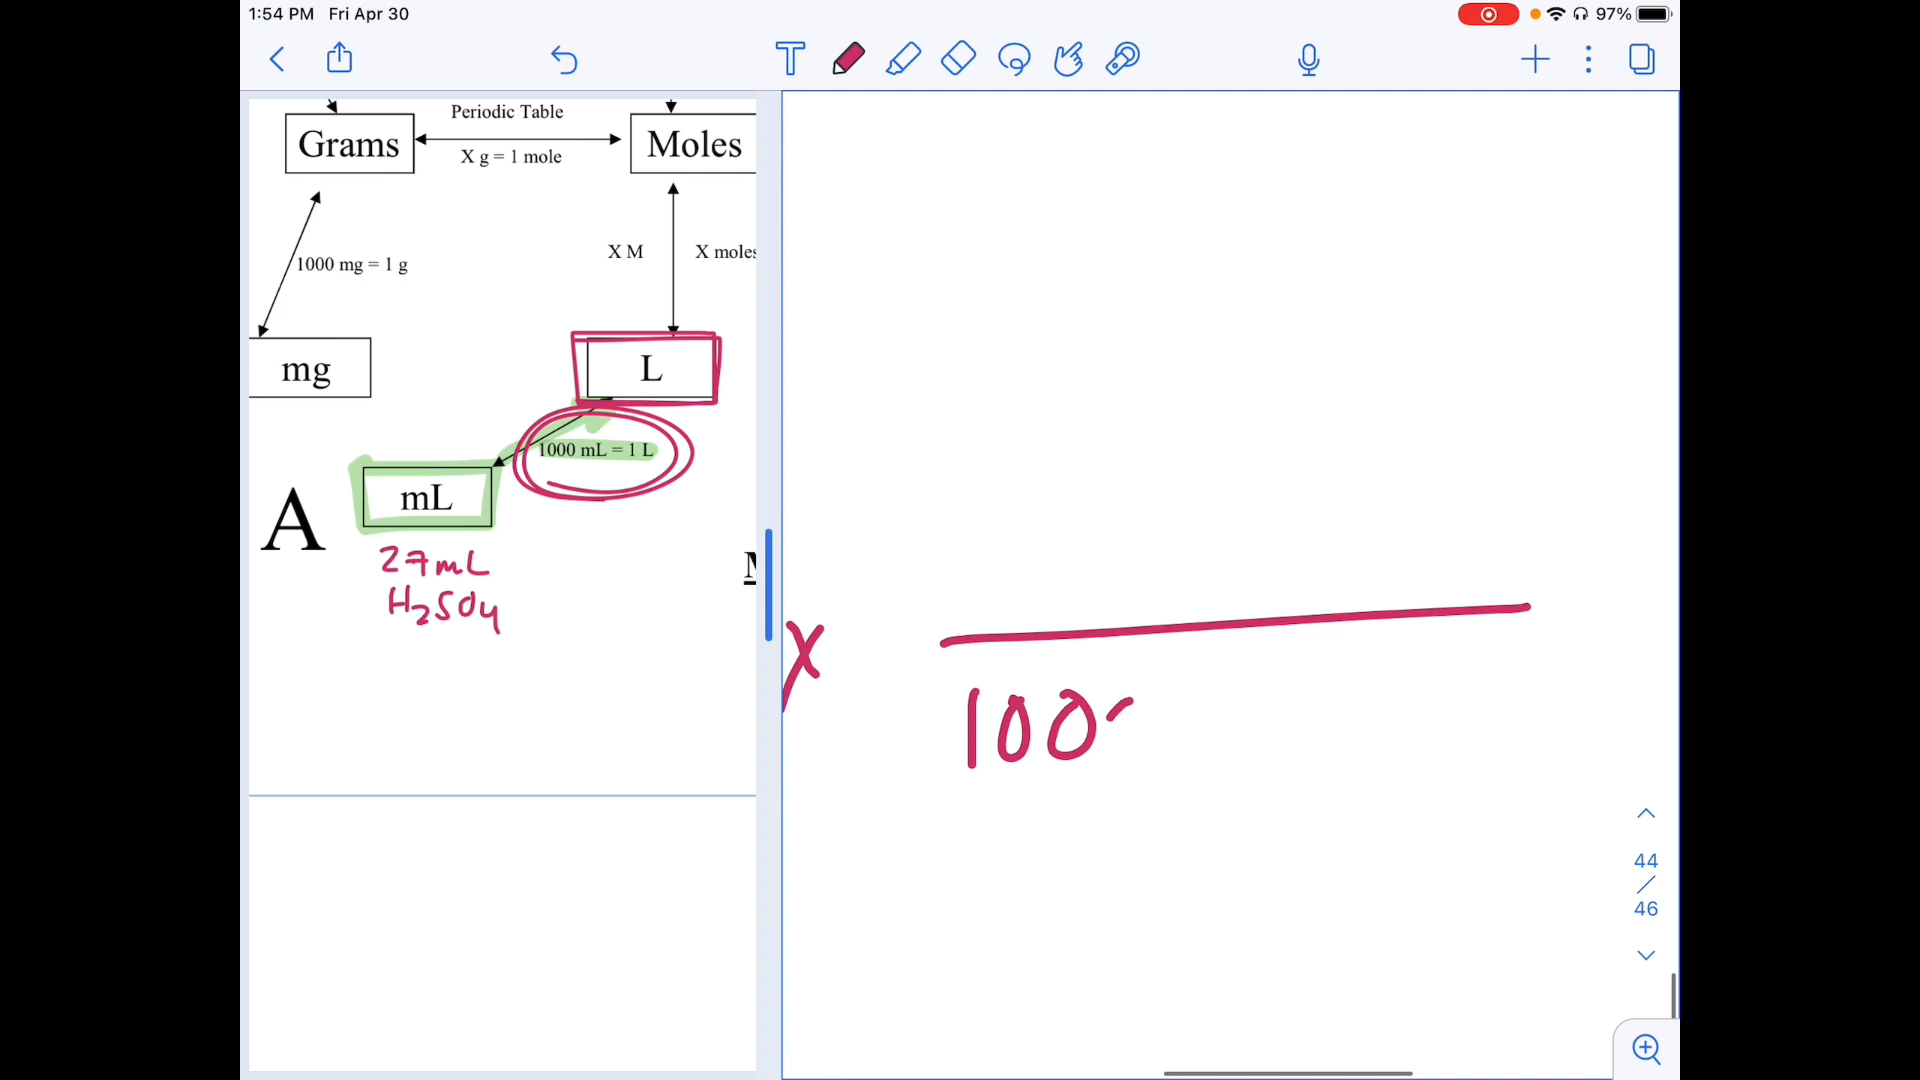 1:54 PM Fri Apr 30
97%
T
Periodic Table
Grams
X g = 1 mole
Moles
1000 mg = 1 g
X M
X moles
mg
L
1000 mL = 1 L
mL
A
27mL
H2SO4
X
100
44
/
46